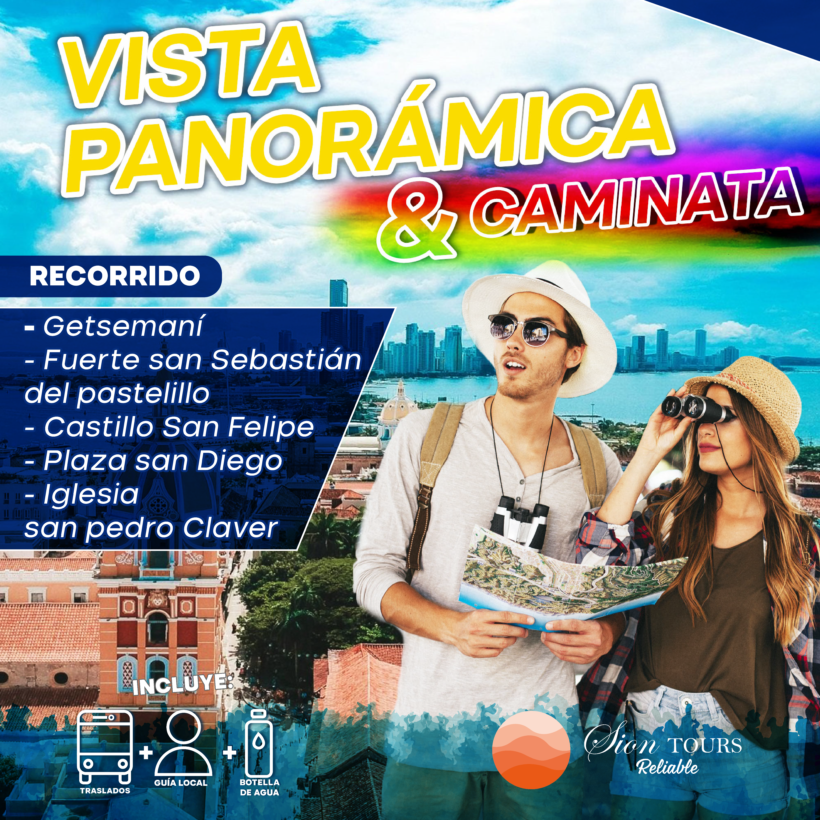 VISTA
PANORÁMICA
& CAMINATA
RECORRIDO
- Getsemaní
- Fuerte san Sebastián
del pastelillo
- Castillo San Felipe
- Plaza san Diego
- Iglesia
san pedro Claver
INCLUYE:
TRASLADOS + GUÍA LOCAL + BOTELLA
DE AGUA
Sion TOURS
Reliable